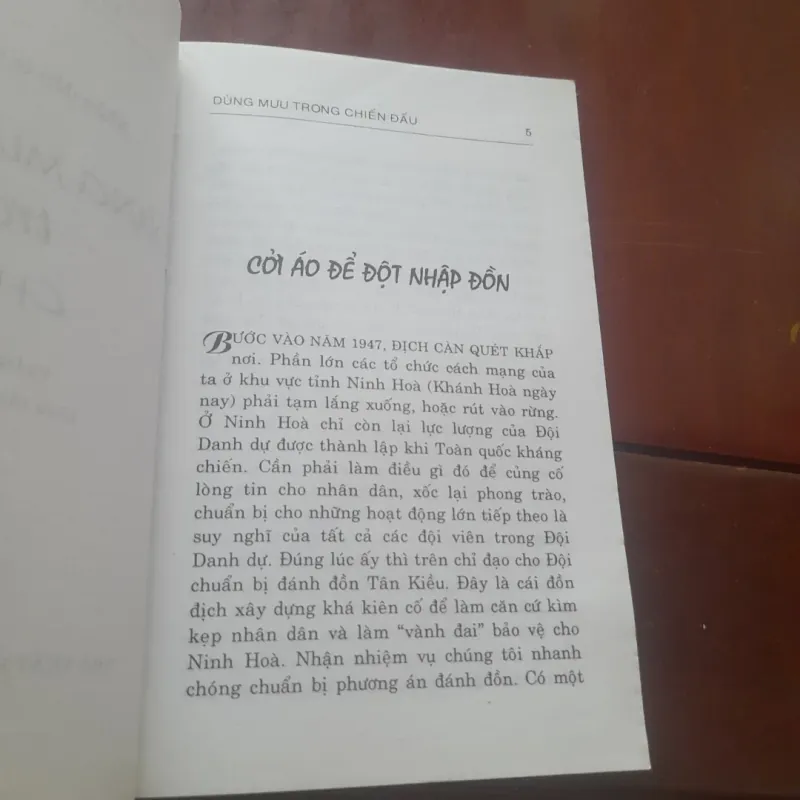 DÙNG MƯU TRONG CHIẾN ĐẤU 5
CỞI ÁO ĐỂ ĐỘT NHẬP ĐỒN
BƯỚC VÀO NĂM 1947, ĐỊCH CÀN QUÉT KHẮP
nơi. Phần lớn các tổ chức cách mạng của
ta ở khu vực tỉnh Ninh Hoà (Khánh Hoà ngày
nay) phải tạm lắng xuống, hoặc rút vào rừng.
Ở Ninh Hoà chỉ còn lại lực lượng của Đội
Danh dự được thành lập khi Toàn quốc kháng
chiến. Cần phải làm điều gì đó để củng cố
lòng tin cho nhân dân, xốc lại phong trào,
chuẩn bị cho những hoạt động lớn tiếp theo là
suy nghĩ của tất cả các đội viên trong Đội
Danh dự. Đúng lúc ấy thì trên chỉ đạo cho Đội
chuẩn bị đánh đồn Tân Kiều. Đây là cái đồn
địch xây dựng khá kiên cố để làm căn cứ kìm
kẹp nhân dân và làm “vành đai” bảo vệ cho
Ninh Hoà. Nhận nhiệm vụ chúng tôi nhanh
chóng chuẩn bị phương án đánh đồn. Có một